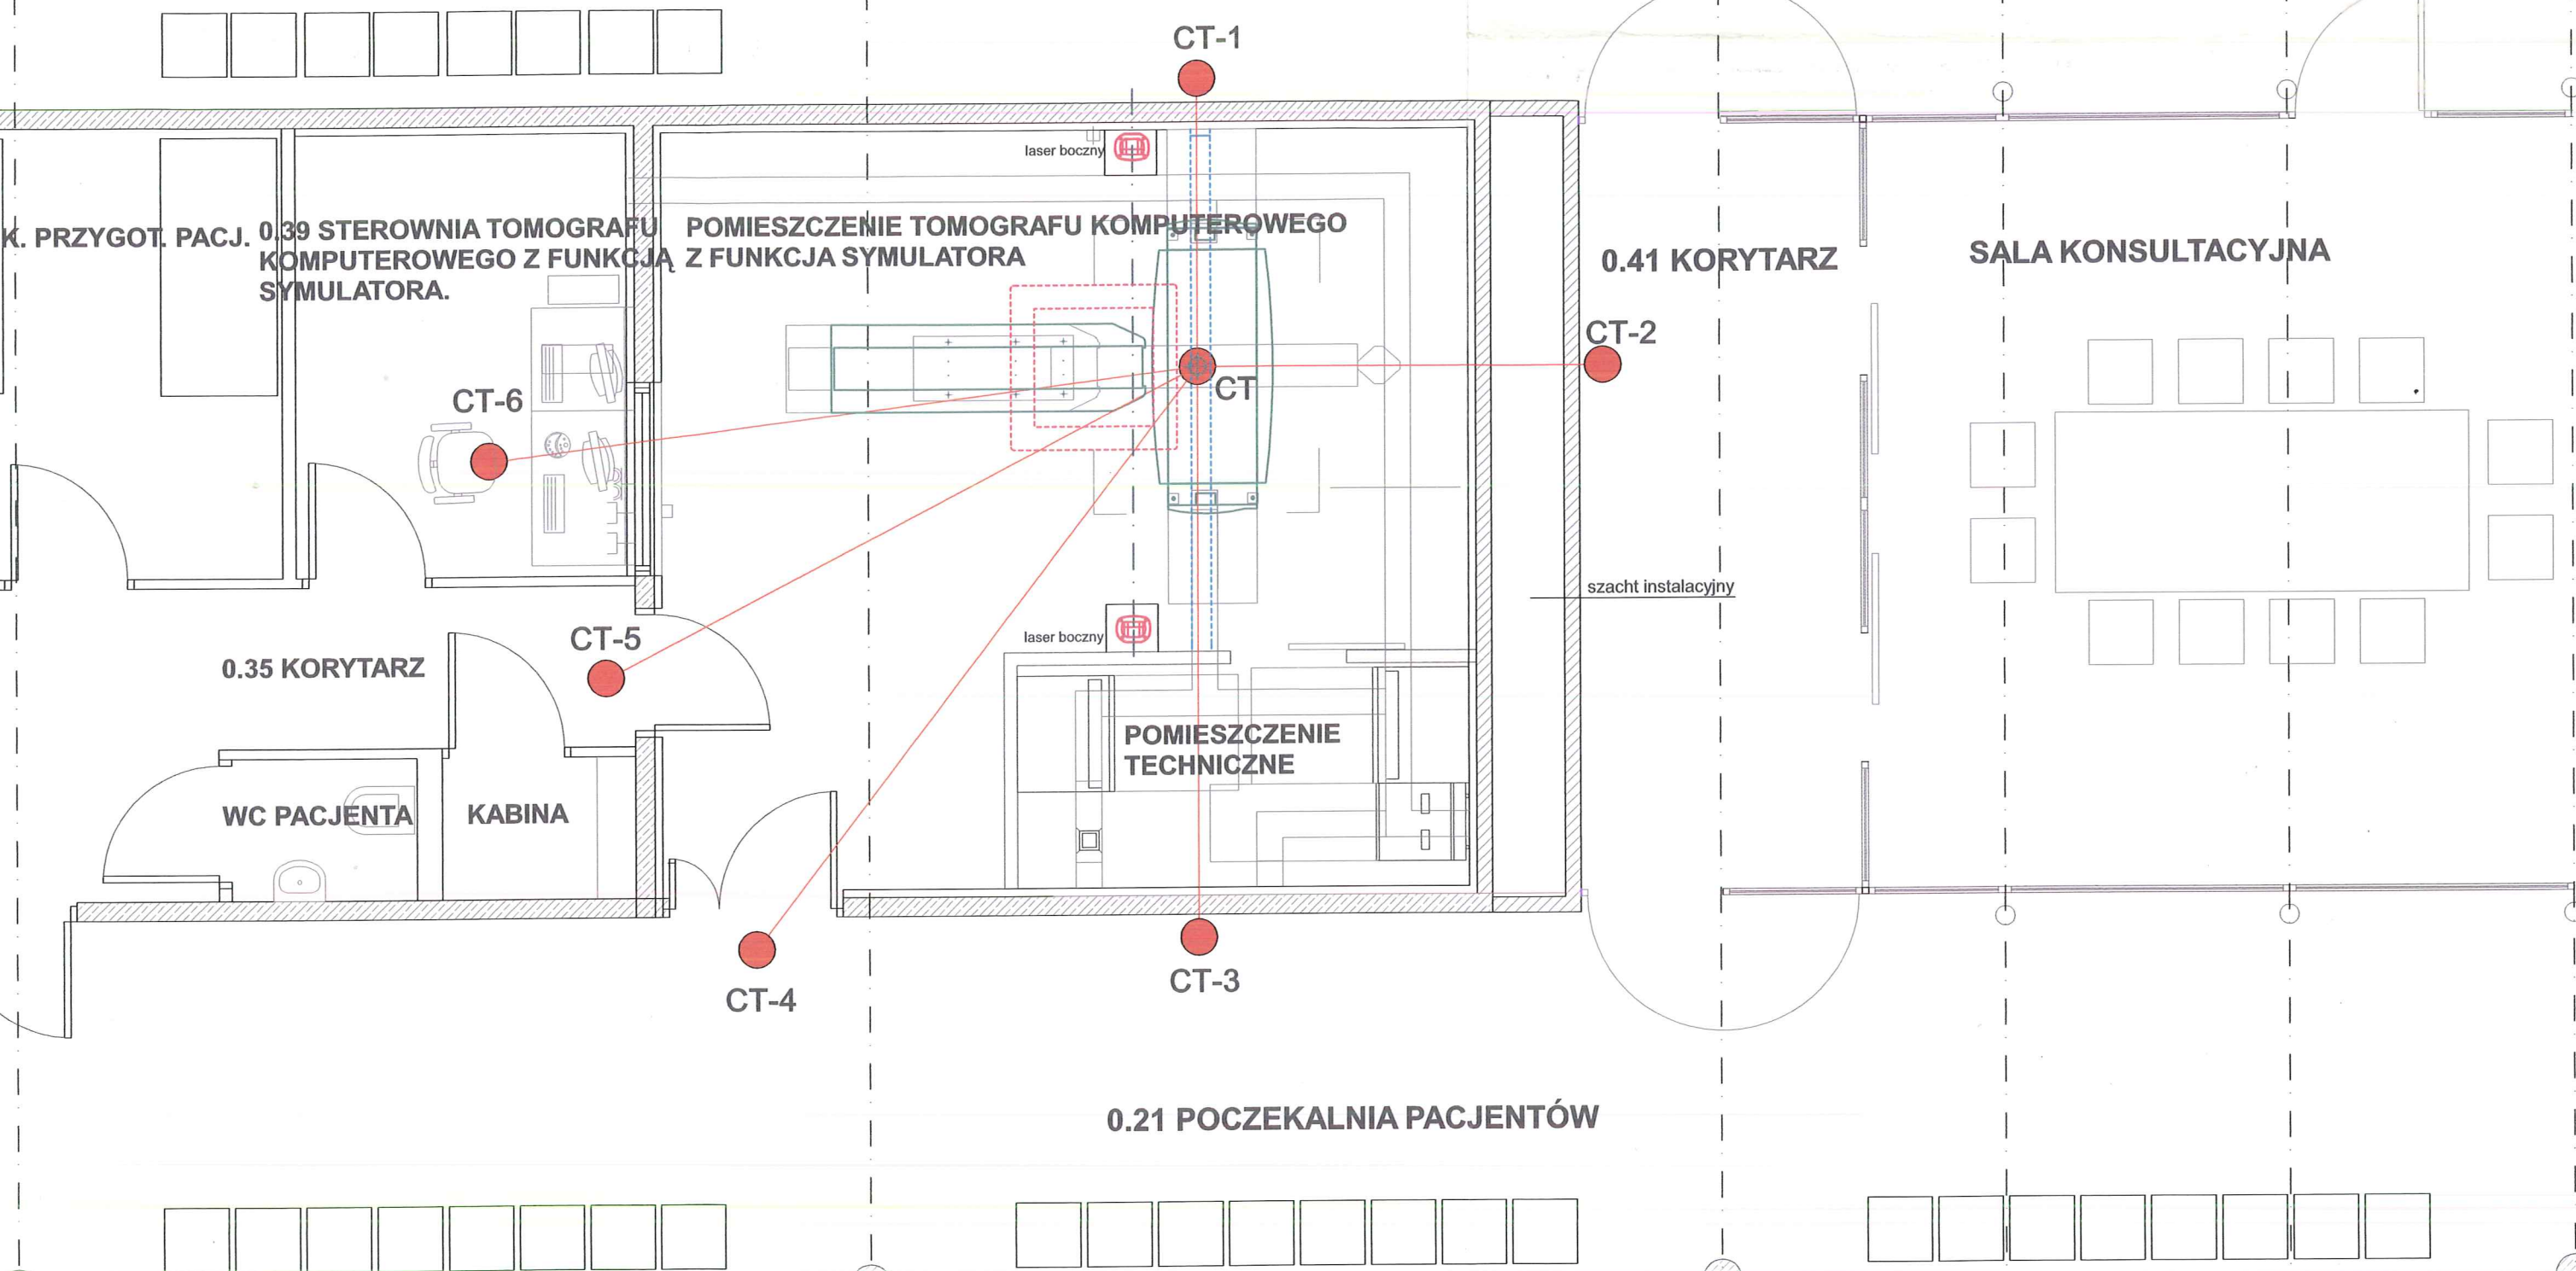 CT-1
laser boczny
K. PRZYGOT. PACJ.
0.39 STEROWNIA TOMOGRAFU
KOMPUTEROWEGO Z FUNKCJĄ
SYMULATORA.
POMIESZCZENIE TOMOGRAFU KOMPUTEROWEGO
Z FUNKCJA SYMULATORA
0.41 KORYTARZ
SALA KONSULTACYJNA
CT-2
CT
CT-6
szacht instalacyjny
CT-5
laser boczny
0.35 KORYTARZ
POMIESZCZENIE
TECHNICZNE
WC PACJENTA
KABINA
CT-3
CT-4
0.21 POCZEKALNIA PACJENTÓW